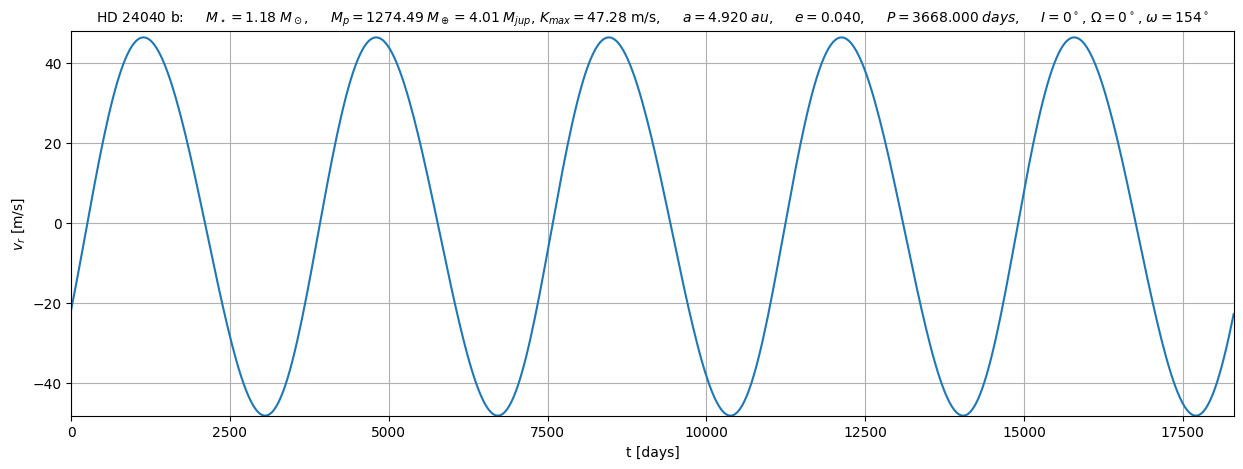 HD 24040 b: M⋆ = 1.18 M⊙, Mp = 1274.49 M⊕ = 4.01 Mjup, Kmax = 47.28 m/s, a = 4.920 au, e = 0.040, P = 3668.000 days, I = 0°, Ω = 0°, ω = 154°
40
20
0
−20
−40
vr [m/s]
0 2500 5000 7500 10000 12500 15000 17500
t [days]